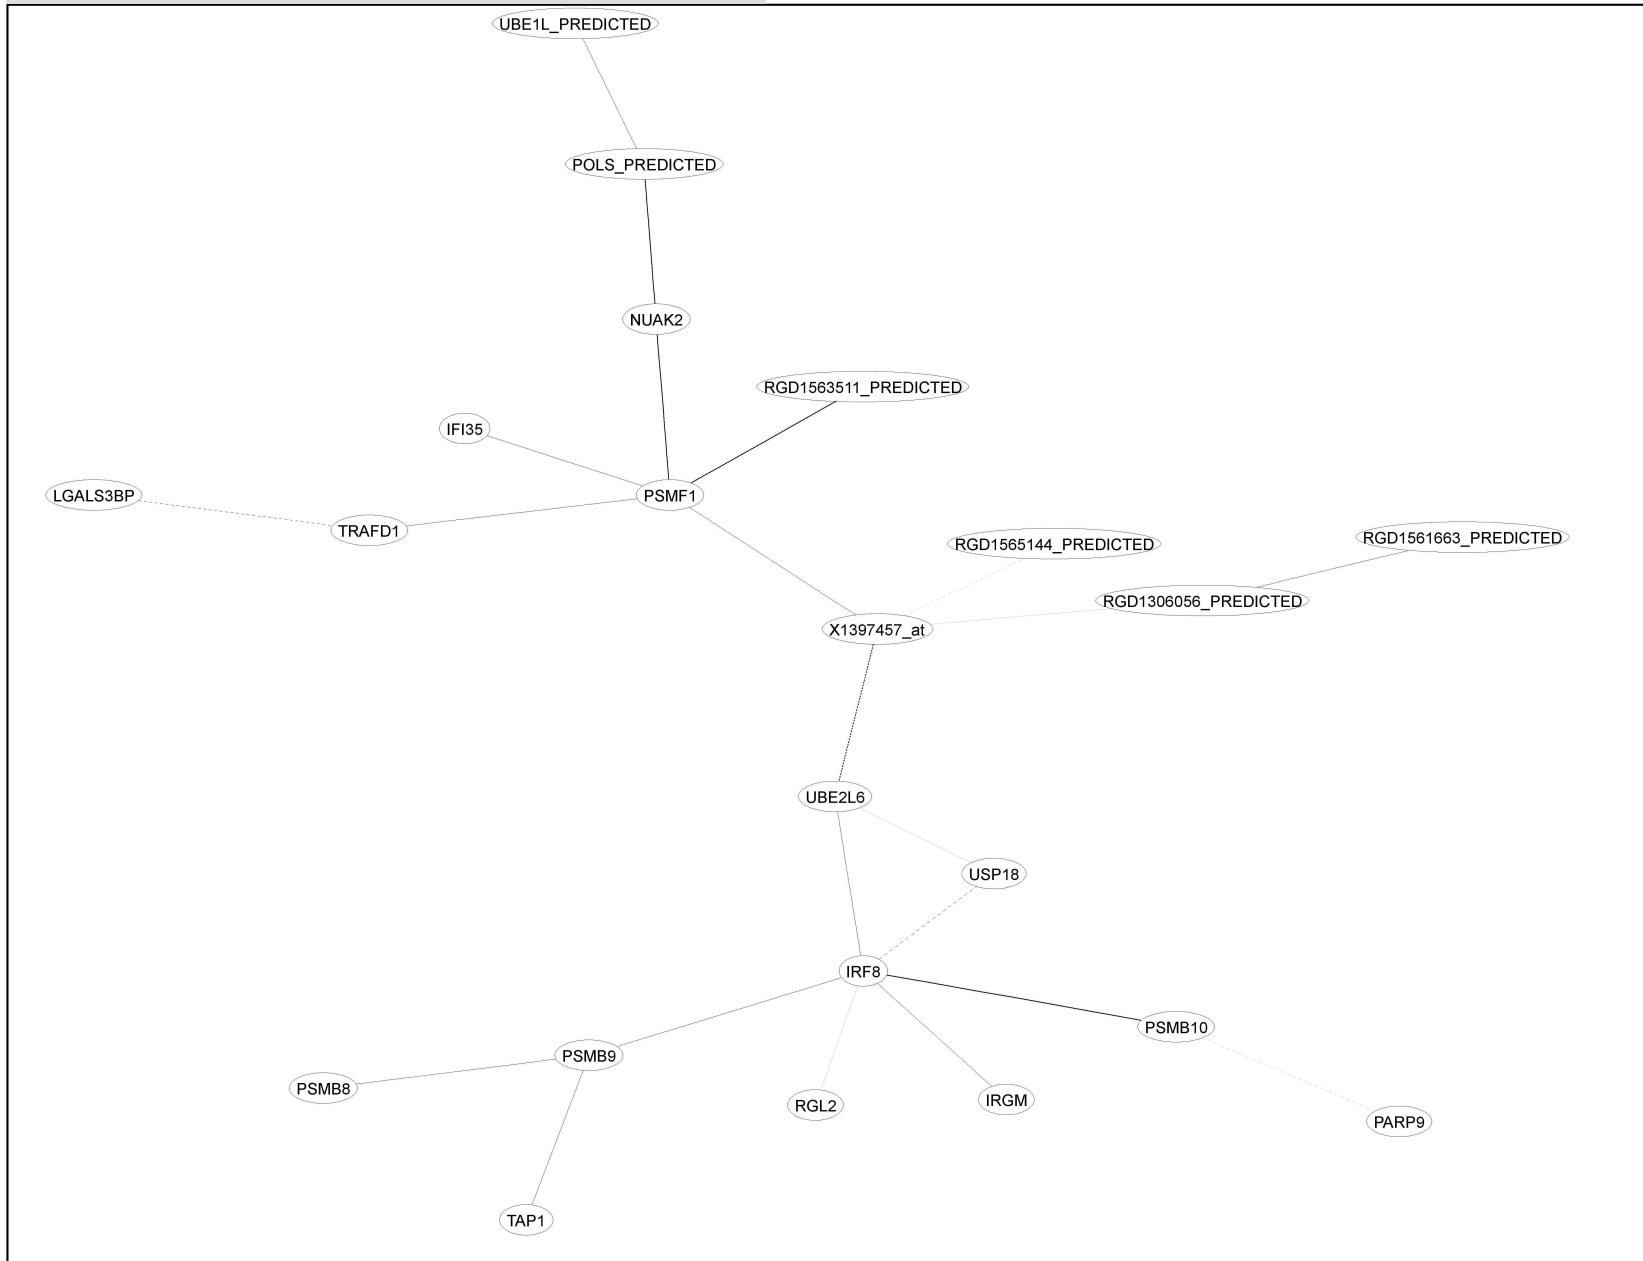 UBE1L_PREDICTED
POLS_PREDICTED
NUAK2
RGD1563511_PREDICTED
IFI35
LGALS3BP
PSMF1
TRAFD1
RGD1565144_PREDICTED
RGD1561663_PREDICTED
RGD1306056_PREDICTED
X1397457_at
UBE2L6
USP18
IRF8
PSMB10
PSMB9
PSMB8
RGL2
IRGM
PARP9
TAP1